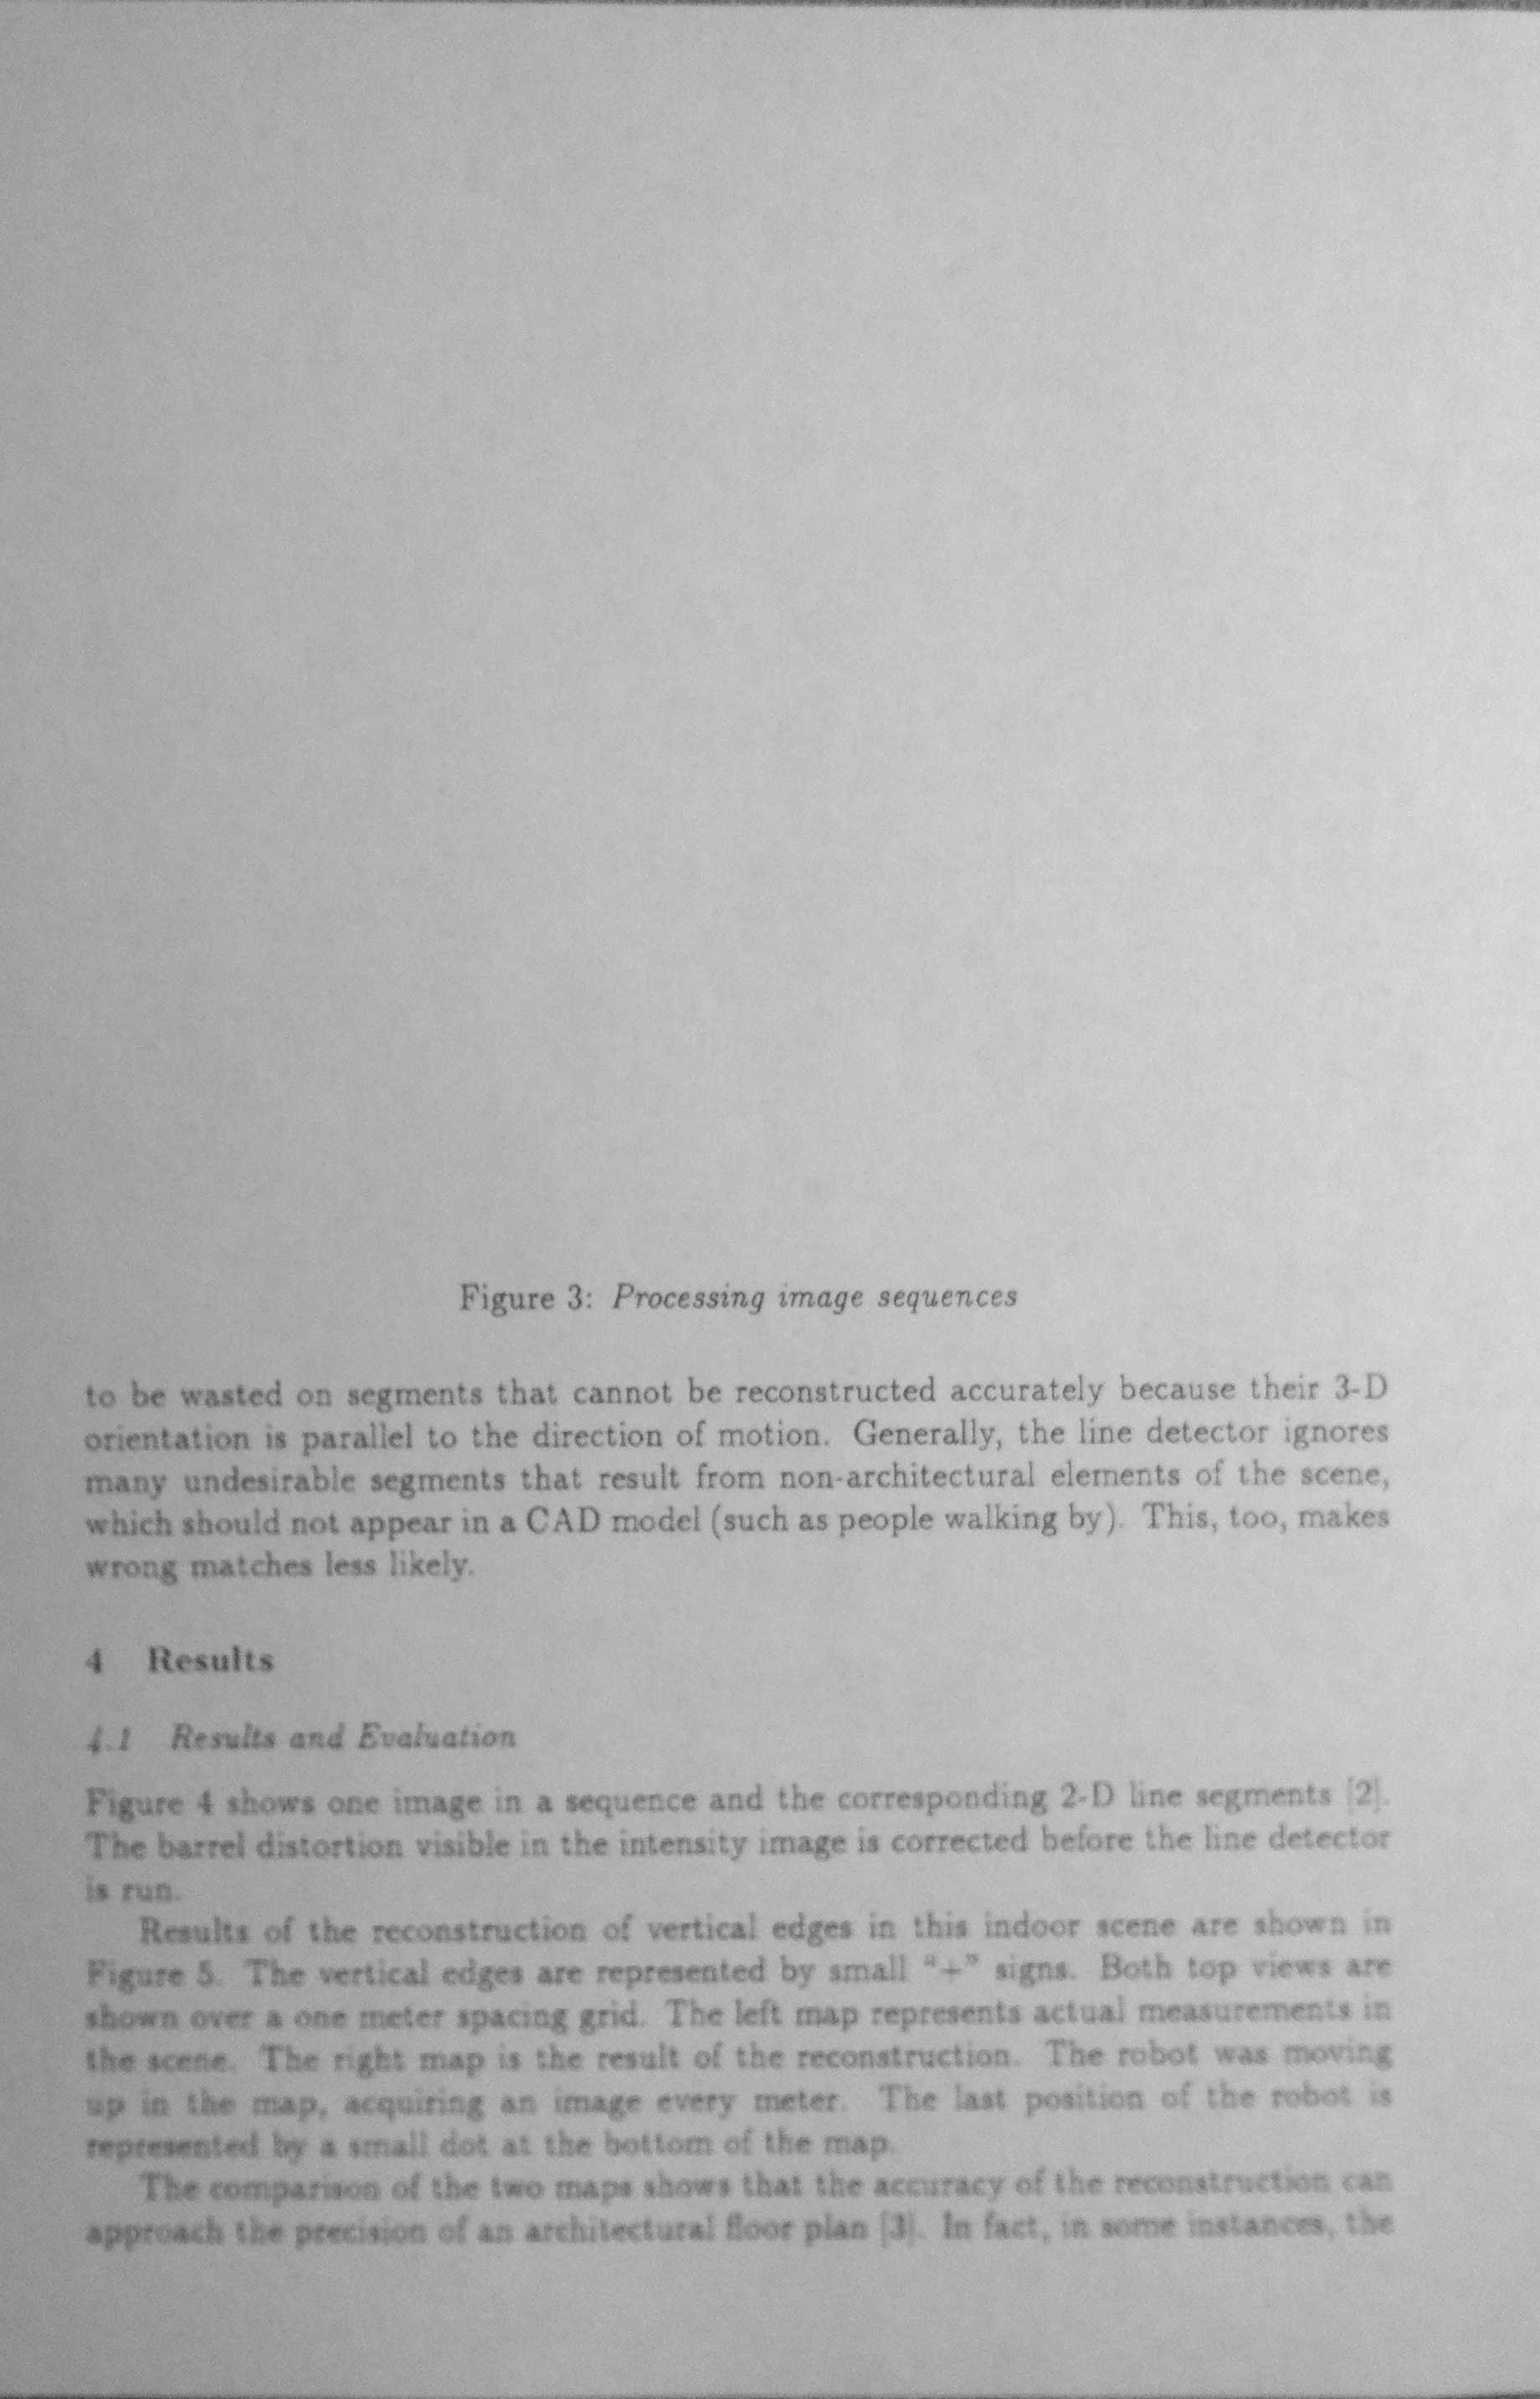 Figure 3: Processing image sequences
to be wasted on segments that cannot be reconstructed accurately because their 3-D
orientation is parallel to the direction of motion. Generally, the line detector ignores
many undesirable segments that result from non-architectural elements of the scene,
which should not appear in a CAD model (such as people walking by). This, too, makes
wrong matches less likely.
4 Results
4.1 Results and Evaluation
Figure 4 shows one image in a sequence and the corresponding 2-D line segments [2].
The barrel distortion visible in the intensity image is corrected before the line detector
is run.
Results of the reconstruction of vertical edges in this indoor scene are shown in
Figure 5. The vertical edges are represented by small "+" signs. Both top views are
shown over a one meter spacing grid. The left map represents actual measurements in
the scene. The right map is the result of the reconstruction. The robot was moving
up in the map, acquiring an image every meter. The last position of the robot is
represented by a small dot at the bottom of the map.
The comparison of the two maps shows that the accuracy of the reconstruction can
approach the precision of an architectural floor plan [3]. In fact, in some instances, the